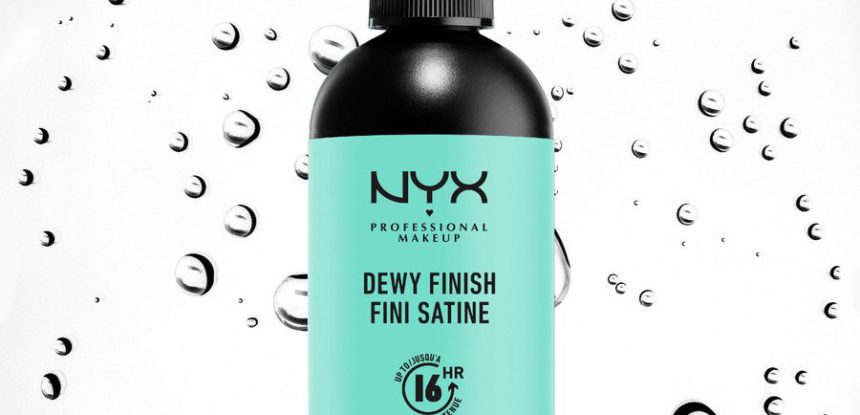 NYX
PROFESSIONAL
MAKEUP
DEWY FINISH
FINI SATINE
UP TO/JUSQU'A
16 HR